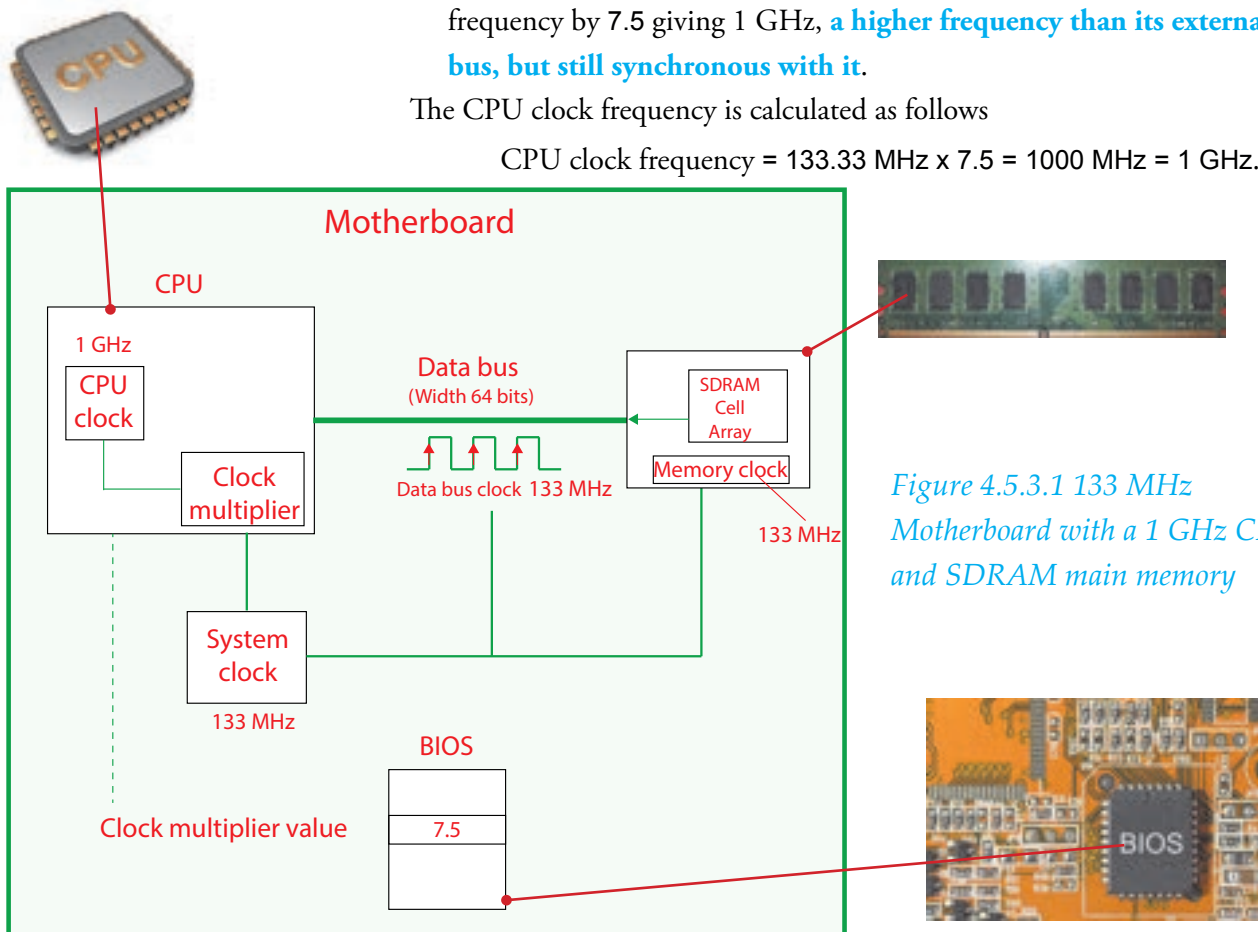 frequency by 7.5 giving 1 GHz, a higher frequency than its externa
bus, but still synchronous with it.
The CPU clock frequency is calculated as follows
CPU clock frequency = 133.33 MHz x 7.5 = 1000 MHz = 1 GHz.
CPU
Motherboard
CPU
1 GHz
CPU
clock
Clock
multiplier
Data bus
(Width 64 bits)
Data bus clock 133 MHz
SDRAM
Cell
Array
Memory clock
133 MHz
System
clock
133 MHz
BIOS
7.5
Clock multiplier value
Figure 4.5.3.1 133 MHz
Motherboard with a 1 GHz C
and SDRAM main memory
BIOS